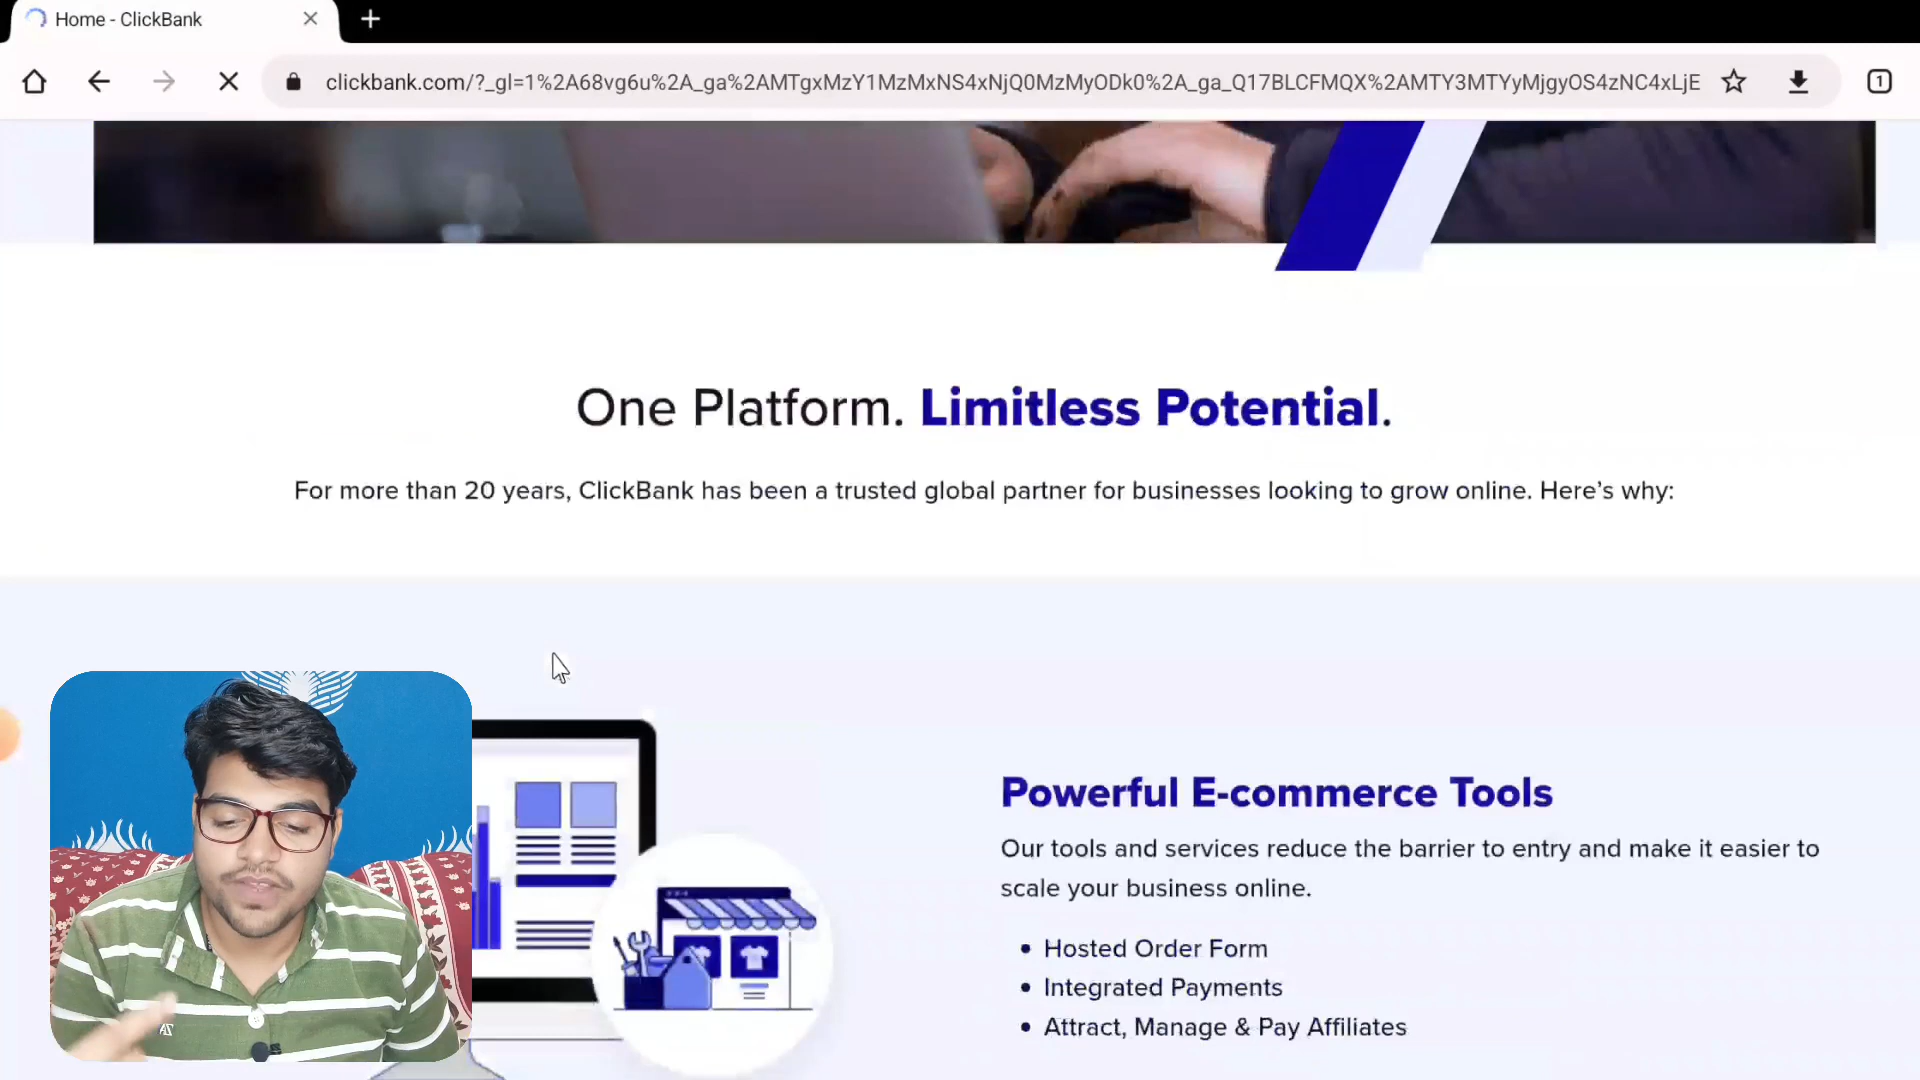 Home - ClickBank
clickbank.com/?_gl=1%2A68vg6u%2A_ga%2AMTgxMzY1MzMxNS4xNjQ0MzMyODk0%2A_ga_Q17BLCFMQX%2AMTY3MTYyMjgyOS4zNC4xLjE
1
One Platform. Limitless Potential.
For more than 20 years, ClickBank has been a trusted global partner for businesses looking to grow online. Here’s why:
Powerful E-commerce Tools
Our tools and services reduce the barrier to entry and make it easier to
scale your business online.
• Hosted Order Form
• Integrated Payments
• Attract, Manage & Pay Affiliates